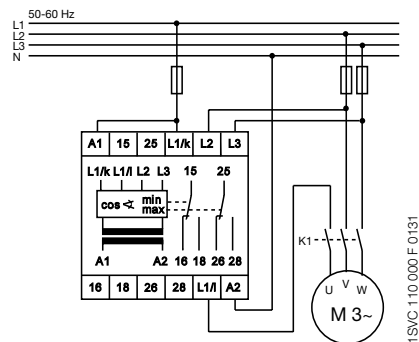 50-60 Hz
L1
L2
L3
N
A1 15 25 L1/k L2 L3
L1/k L1/l L2 L3 15 25
cos ∢ min
max
A1 A2 16 18 26 28
16 18 26 28 L1/l A2
K1
U V W
M 3~
1SVC 110 000 F 0131